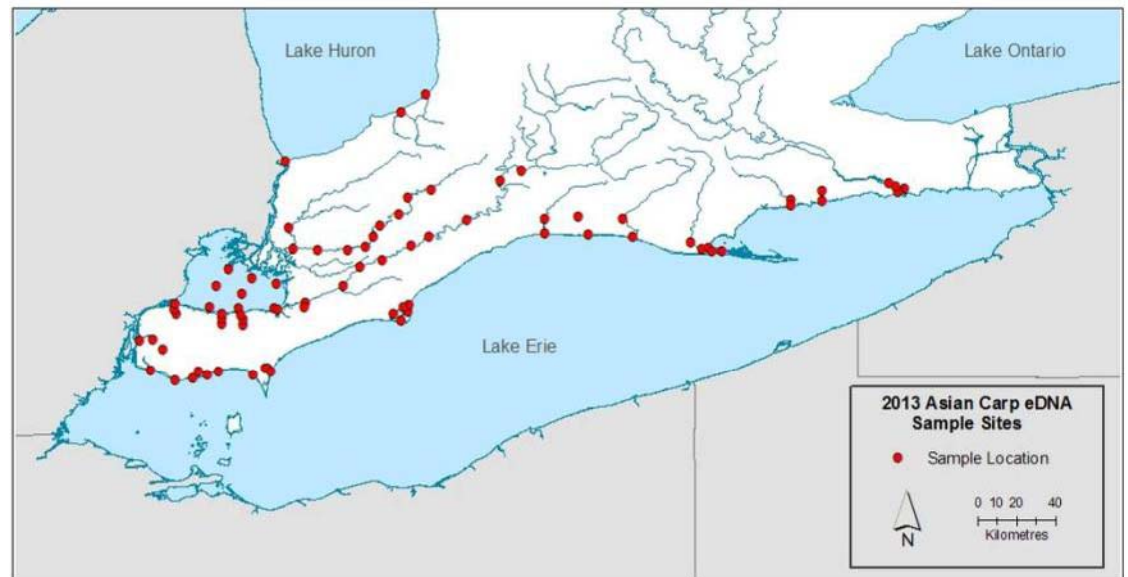 Lake Huron
Lake Ontario
Lake Erie
2013 Asian Carp eDNA
Sample Sites
Sample Location
0 10 20 40
Kilometres
N